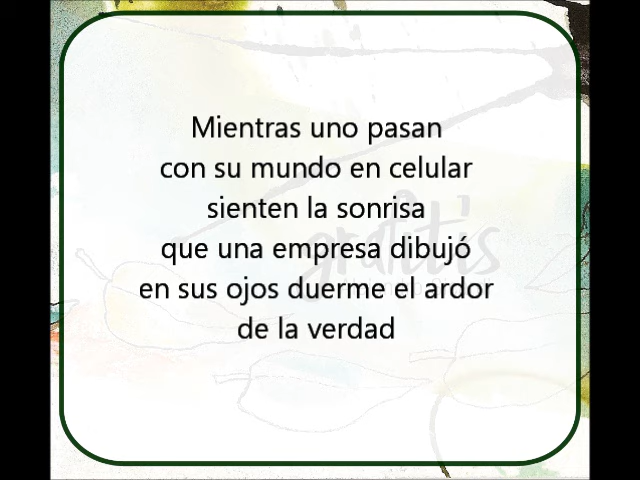 Mientras uno pasan
con su mundo en celular
sienten la sonrisa
que una empresa dibujó
en sus ojos duerme el ardor
de la verdad